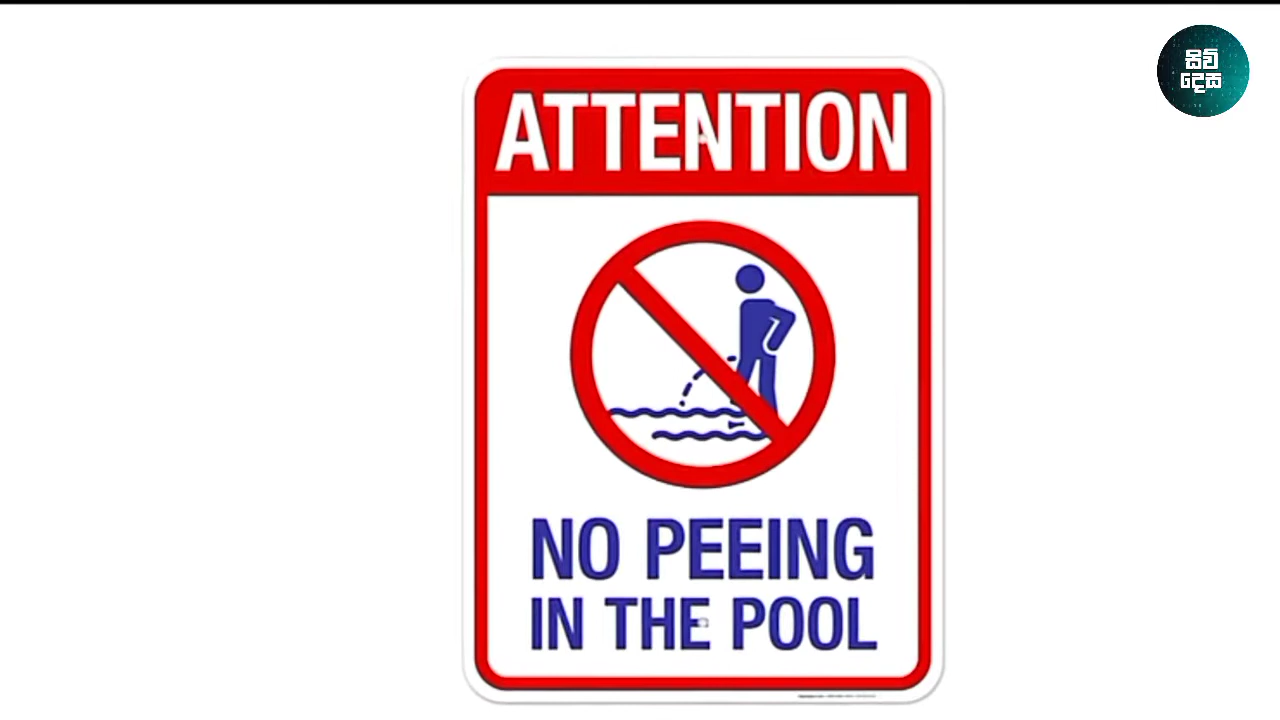 සිව්
දෙස
ATTENTION
NO PEEING
IN THE POOL